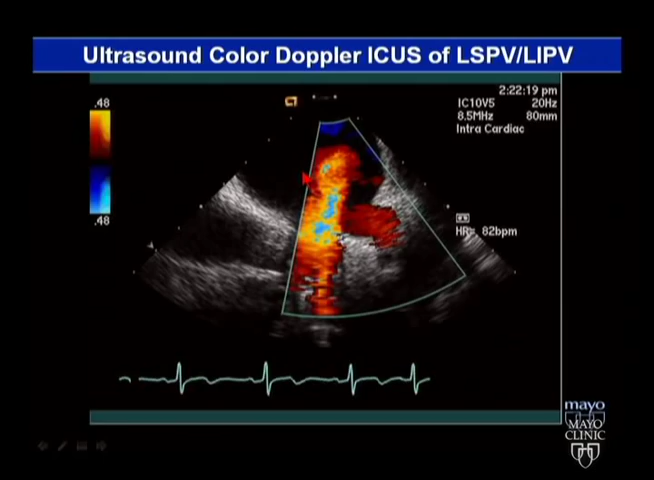 Ultrasound Color Doppler ICUS of LSPV/LIPV
2:22:19 pm
IC10V5 20Hz
8.5MHz 80mm
Intra Cardiac
.48
.48
HR= 82bpm
mayo
MAYO
CLINIC